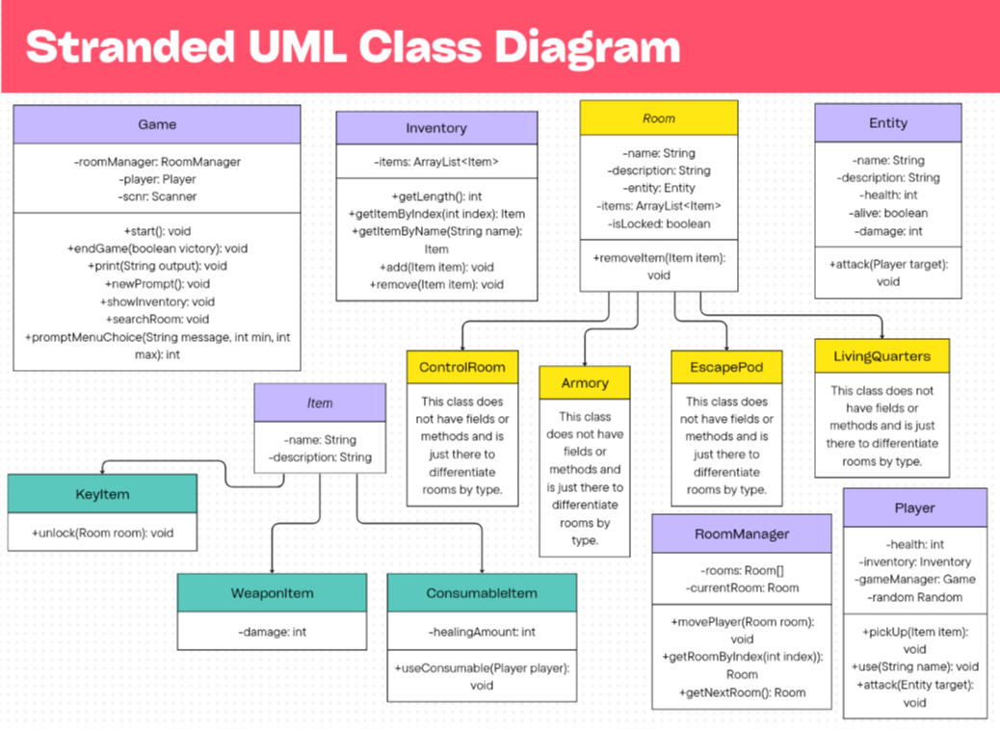 Stranded UML Class Diagram
Game
-roomManager: RoomManager
-player: Player
-scnr: Scanner
+start(): void
+endGame(boolean victory): void
+print(String output): void
+newPrompt(): void
+showInventory: void
+searchRoom: void
+promptMenuChoice(String message, int min, int
max): int
Inventory
-items: ArrayList<Item>
+getLength(): int
+getItemByIndex(int index): Item
+getItemByName(String name):
Item
+add(Item item): void
+remove(Item item): void
Room
-name: String
-description: String
-entity: Entity
-items: ArrayList<Item>
-isLocked: boolean
+removeItem(Item item):
void
Entity
-name: String
-description: String
-health: int
-alive: boolean
-damage: int
+attack(Player target):
void
ControlRoom
This class does
not have fields or
methods and is
just there to
differentiate
rooms by type.
Armory
This class
does not have
fields or
methods and
is just there to
differentiate
rooms by
type.
EscapePod
This class does
not have fields or
methods and is
just there to
differentiate
rooms by type.
LivingQuarters
This class does not
have fields or
methods and is just
there to differentiate
rooms by type.
Item
-name: String
-description: String
KeyItem
+unlock(Room room): void
WeaponItem
-damage: int
ConsumableItem
-healingAmount: int
+useConsumable(Player player):
void
RoomManager
-rooms: Room[]
-currentRoom: Room
+movePlayer(Room room):
void
+getRoomByIndex(int index)):
Room
+getNextRoom(): Room
Player
-health: int
-inventory: Inventory
-gameManager: Game
-random Random
+pickUp(Item item):
void
+use(String name): void
+attack(Entity target):
void